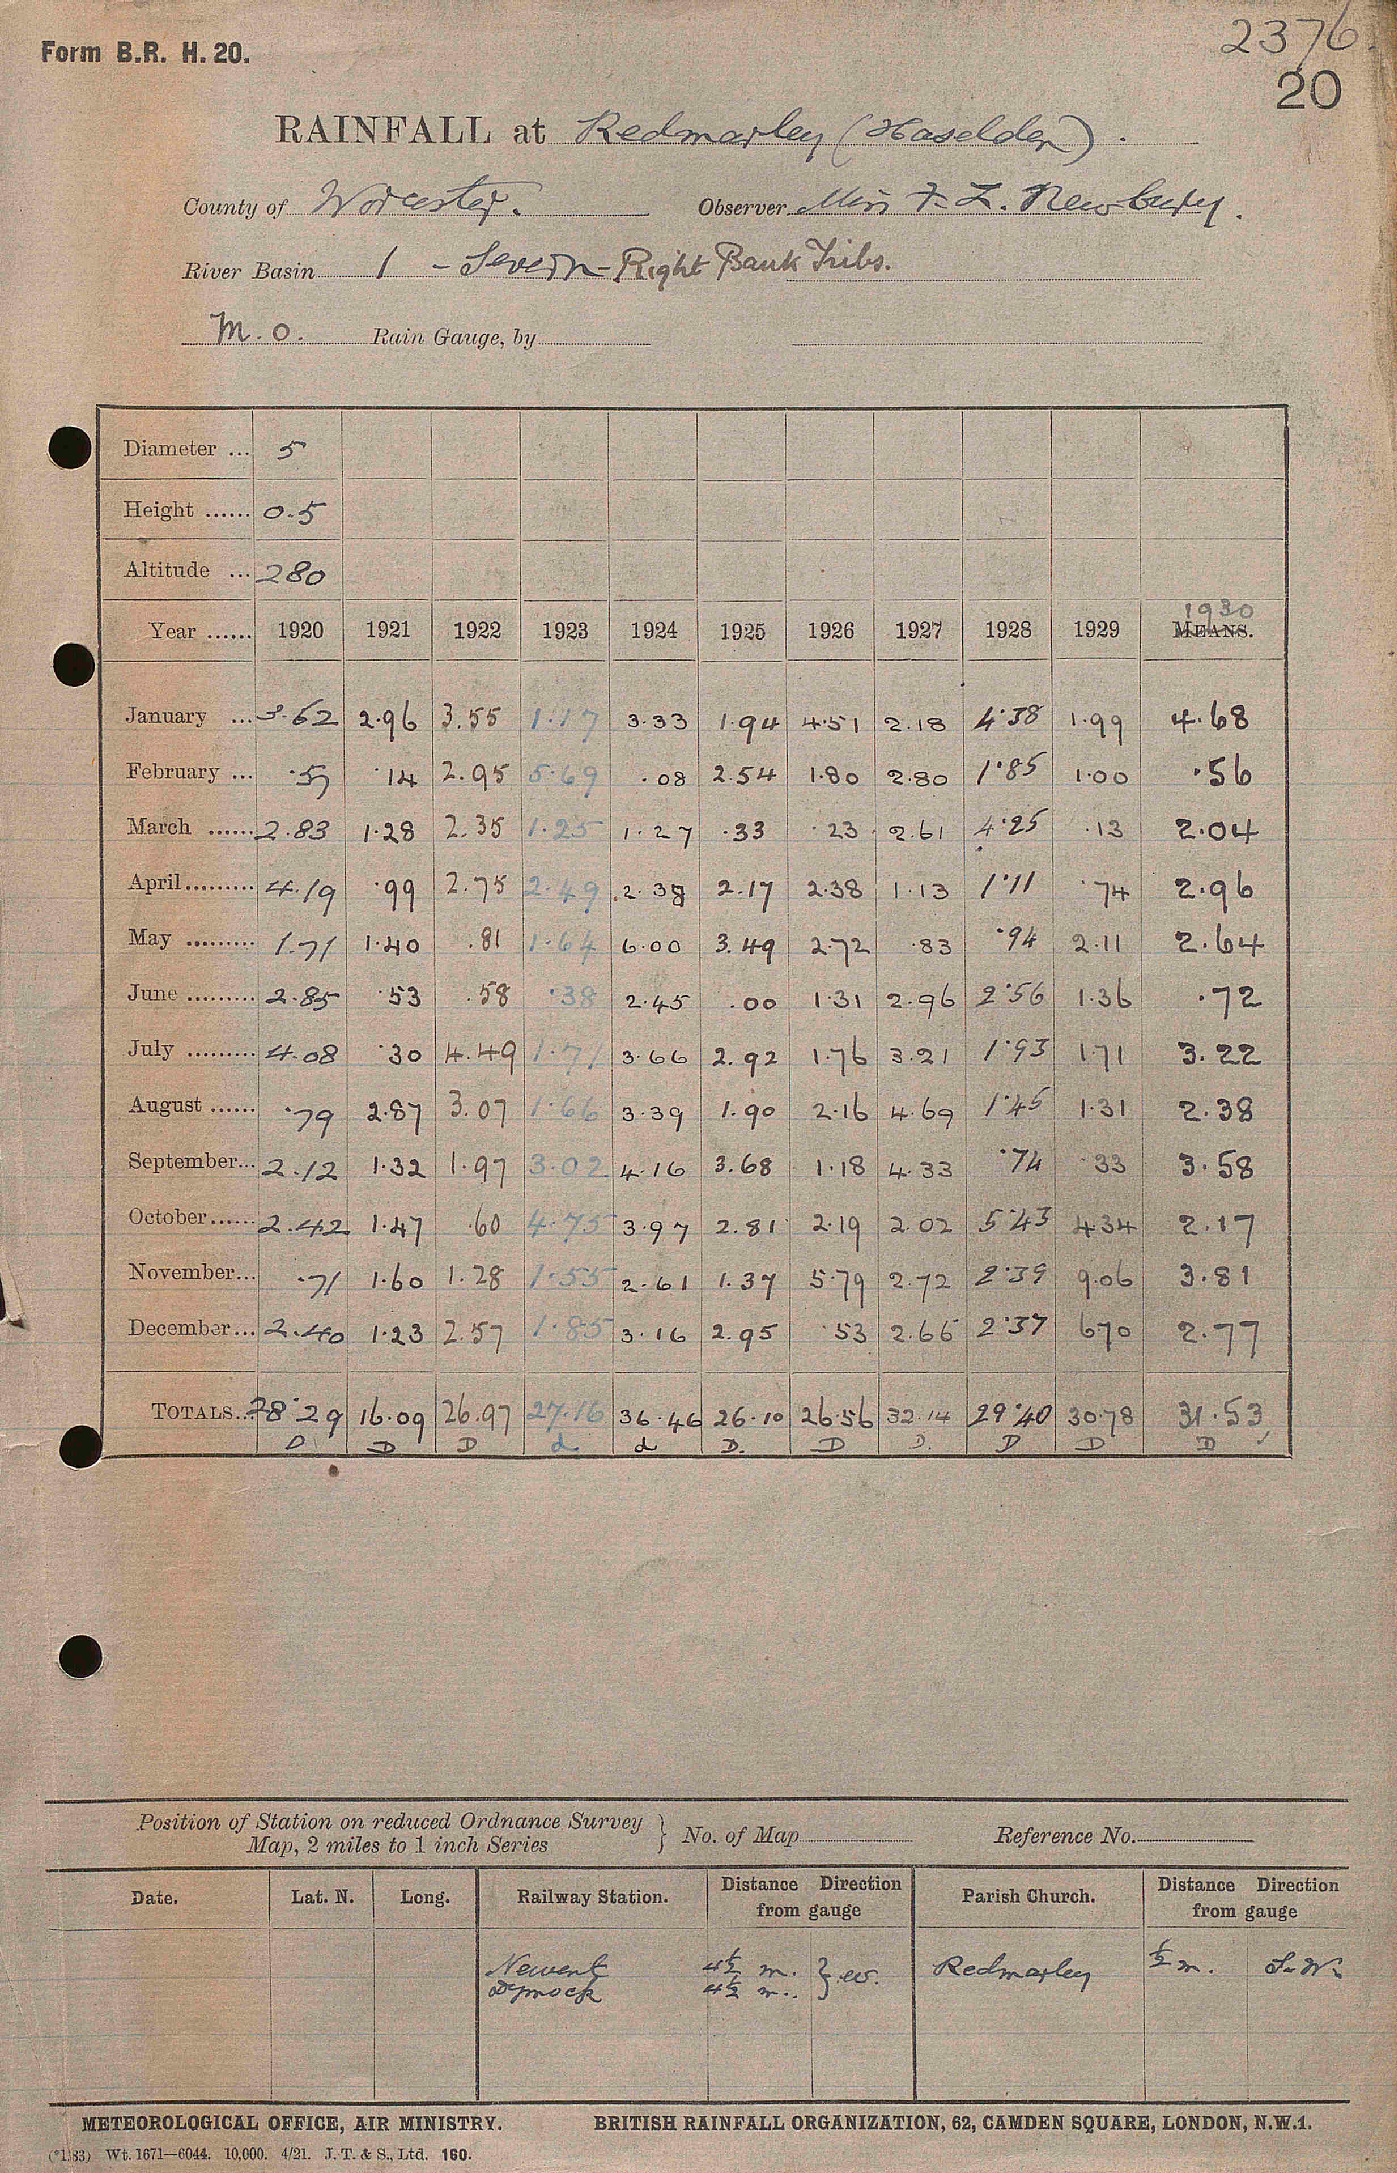 2376.
20
Form B.R. H. 20.
RAINFALL at Redmarley (Haselden).
County of Worcester. Observer Miss F. L. Newbury.
River Basin 1 - Severn - Right Bank Tribs.
M.O. Rain Gauge, by
Diameter ... 5
Height ...... 0.5
Altitude ... 280
1930
Year ...... 1920 1921 1922 1923 1924 1925 1926 1927 1928 1929 MEANS.
January ... 3.62 2.96 3.55 1.17 3.33 1.94 4.51 2.18 4.38 1.99 4.68
February ... .57 .14 2.95 5.69 .08 2.54 1.80 2.80 1.85 1.00 .56
March ...... 2.83 1.28 2.35 1.25 1.27 .33 .23 2.61 4.25 .13 2.04
April ......... 4.19 .99 2.75 2.49 2.38 2.17 2.38 1.13 1.11 .74 2.96
May ......... 1.71 1.40 .81 1.64 6.00 3.49 2.72 .83 .94 2.11 2.64
June ......... 2.85 .53 .58 .38 2.45 .00 1.31 2.96 2.56 1.36 .72
July ......... 4.08 .30 4.49 1.71 3.66 2.92 1.76 3.21 1.93 1.71 3.22
August ...... .79 2.87 3.07 1.66 3.39 1.90 2.16 4.69 1.45 1.31 2.38
September... 2.12 1.32 1.97 3.02 4.16 3.68 1.18 4.33 .74 .33 3.58
October...... 2.42 1.47 .60 4.75 3.97 2.81 2.19 2.02 5.43 4.34 2.17
November... .71 1.60 1.28 1.55 2.61 1.37 5.79 2.72 2.39 9.06 3.81
December... 2.40 1.23 2.57 1.85 3.16 2.95 .53 2.66 2.37 6.70 2.77
TOTALS... 28.29 16.09 26.97 27.16 36.46 26.10 26.56 32.14 29.40 30.78 31.53
D D D d d D. D D. D D D
Position of Station on reduced Ordnance Survey
Map, 2 miles to 1 inch Series } No. of Map Reference No.
Date. Lat. N. Long. Railway Station. Distance Direction from gauge Parish Church. Distance Direction from gauge
Newent 4½ m. } W. Redmarley ½ m. S.W.
Dymock 4½ m.
METEOROLOGICAL OFFICE, AIR MINISTRY. BRITISH RAINFALL ORGANIZATION, 62, CAMDEN SQUARE, LONDON, N.W.1.
(*1,83) Wt. 1671—6044. 10,000. 4/21. J. T. & S., Ltd. 160.